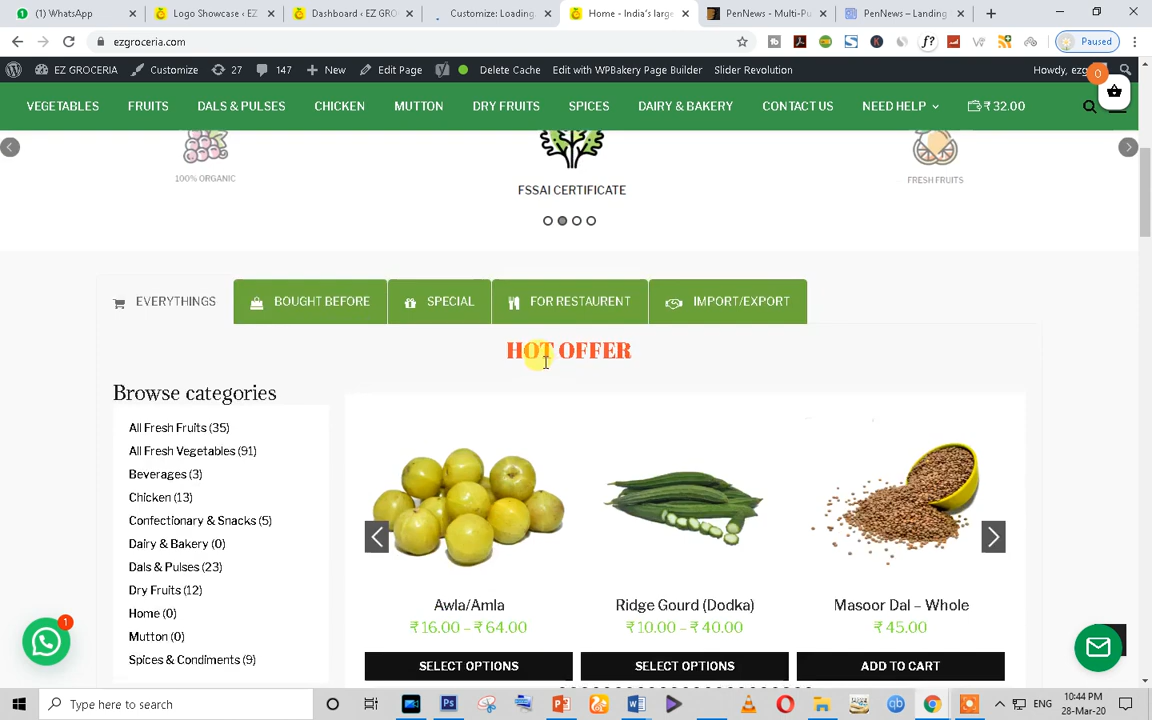 (1) WhatsApp
Logo Showcase ‹ EZ
Dashboard ‹ EZ GRO
Customize: Loading
Home - India's larg
PenNews - Multi-Pu
PenNews – Landing
ezgroceria.com
Paused
EZ GROCERIA
Customize
27
147
New
Edit Page
Delete Cache
Edit with WPBakery Page Builder
Slider Revolution
Howdy, ezg
0
VEGETABLES
FRUITS
DALS & PULSES
CHICKEN
MUTTON
DRY FRUITS
SPICES
DAIRY & BAKERY
CONTACT US
NEED HELP
₹ 32.00
100% ORGANIC
FSSAI CERTIFICATE
FRESH FRUITS
EVERYTHINGS
BOUGHT BEFORE
SPECIAL
FOR RESTAURENT
IMPORT/EXPORT
HOT OFFER
Browse categories
All Fresh Fruits (35)
All Fresh Vegetables (91)
Beverages (3)
Chicken (13)
Confectionary & Snacks (5)
Dairy & Bakery (0)
Dals & Pulses (23)
Dry Fruits (12)
Home (0)
Mutton (0)
Spices & Condiments (9)
Awla/Amla
₹ 16.00 – ₹ 64.00
SELECT OPTIONS
Ridge Gourd (Dodka)
₹ 10.00 – ₹ 40.00
SELECT OPTIONS
Masoor Dal – Whole
₹ 45.00
ADD TO CART
1
Type here to search
ENG
10:44 PM
28-Mar-20